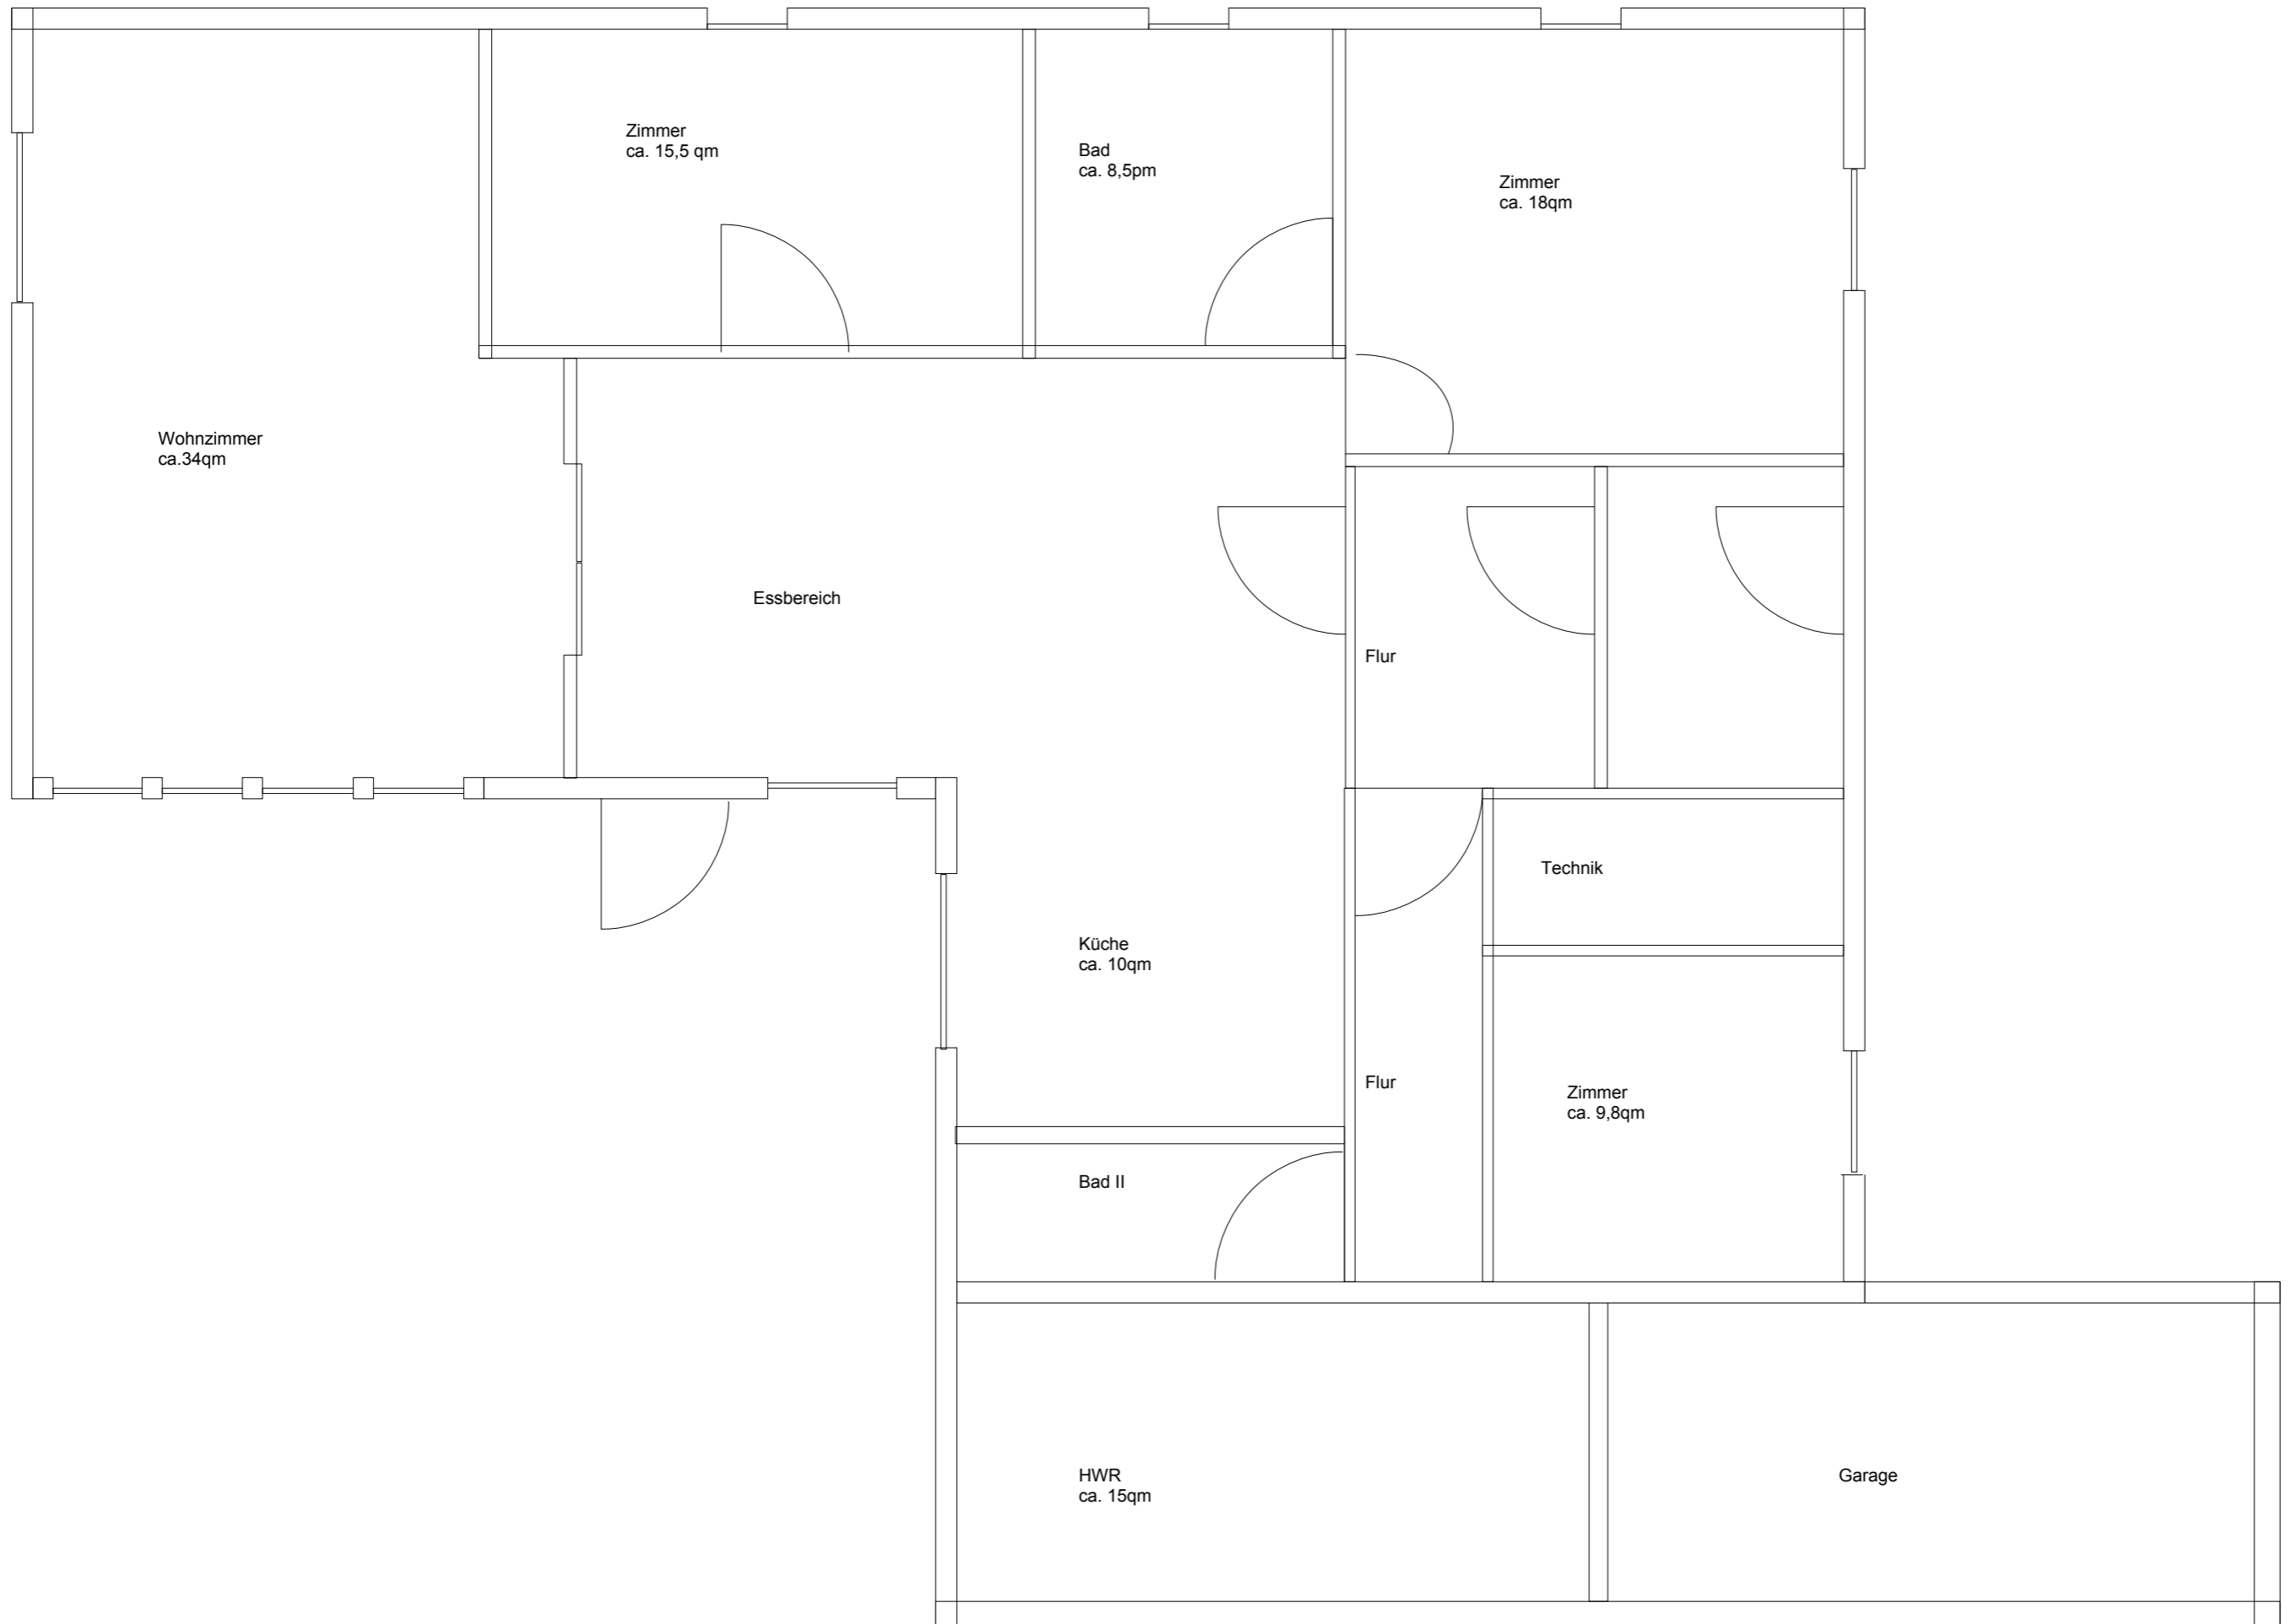 Zimmer
ca. 15,5 qm
Bad
ca. 8,5pm
Zimmer
ca. 18qm
Wohnzimmer
ca.34qm
Essbereich
Flur
Technik
Küche
ca. 10qm
Flur
Zimmer
ca. 9,8qm
Bad II
HWR
ca. 15qm
Garage